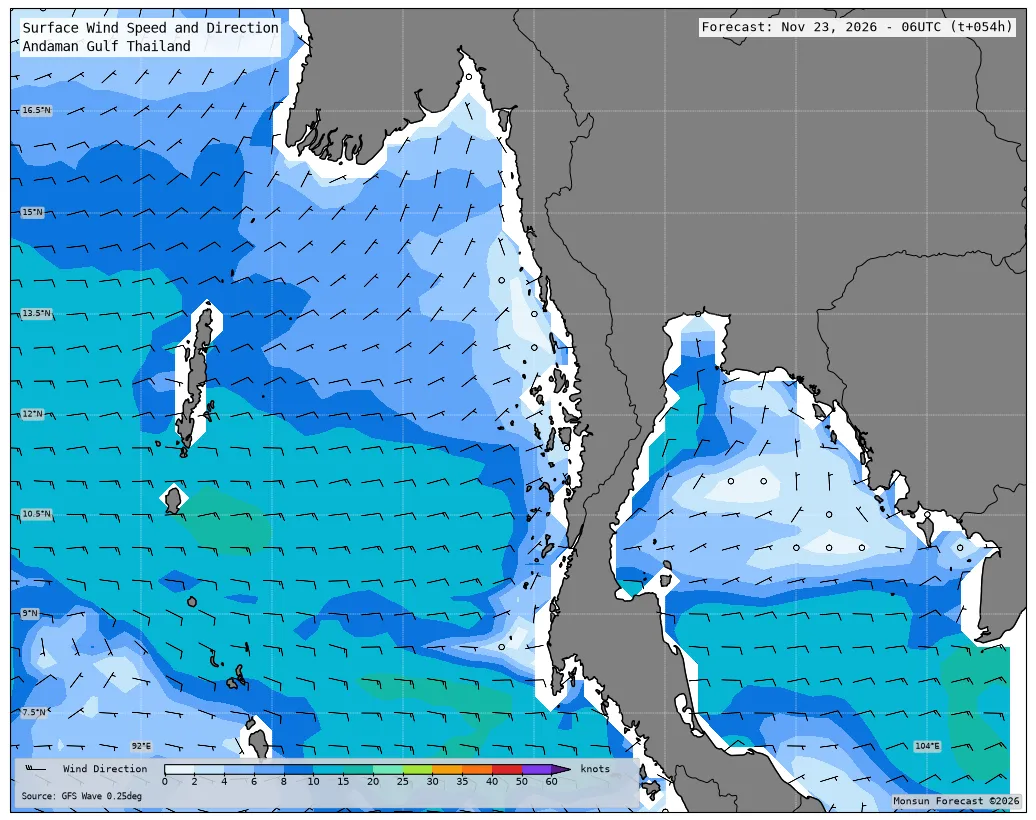 Surface Wind Speed and Direction
Andaman Gulf Thailand
Forecast: Nov 23, 2026 - 06UTC (t+054h)
16.5°N
15°N
13.5°N
12°N
10.5°N
9°N
7.5°N
92°E
104°E
Wind Direction
0 2 4 6 8 10 15 20 25 30 35 40 50 60
knots
Source: GFS Wave 0.25deg
Monsun Forecast ©2026